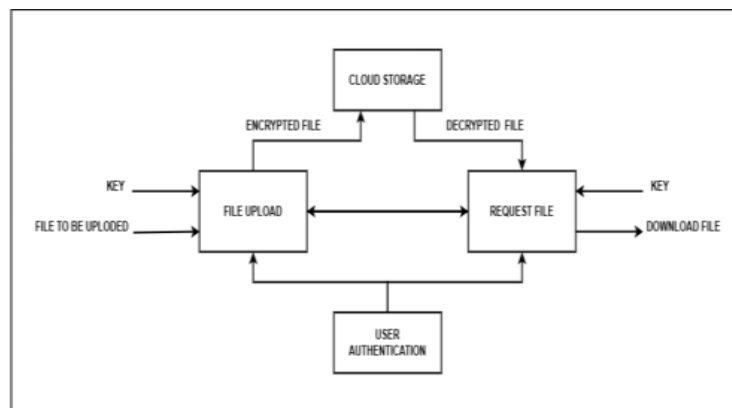 CLOUD STORAGE
ENCRYPTED FILE
DECRYPTED FILE
KEY
FILE UPLOAD
REQUEST FILE
KEY
FILE TO BE UPLODED
DOWNLOAD FILE
USER
AUTHENTICATION